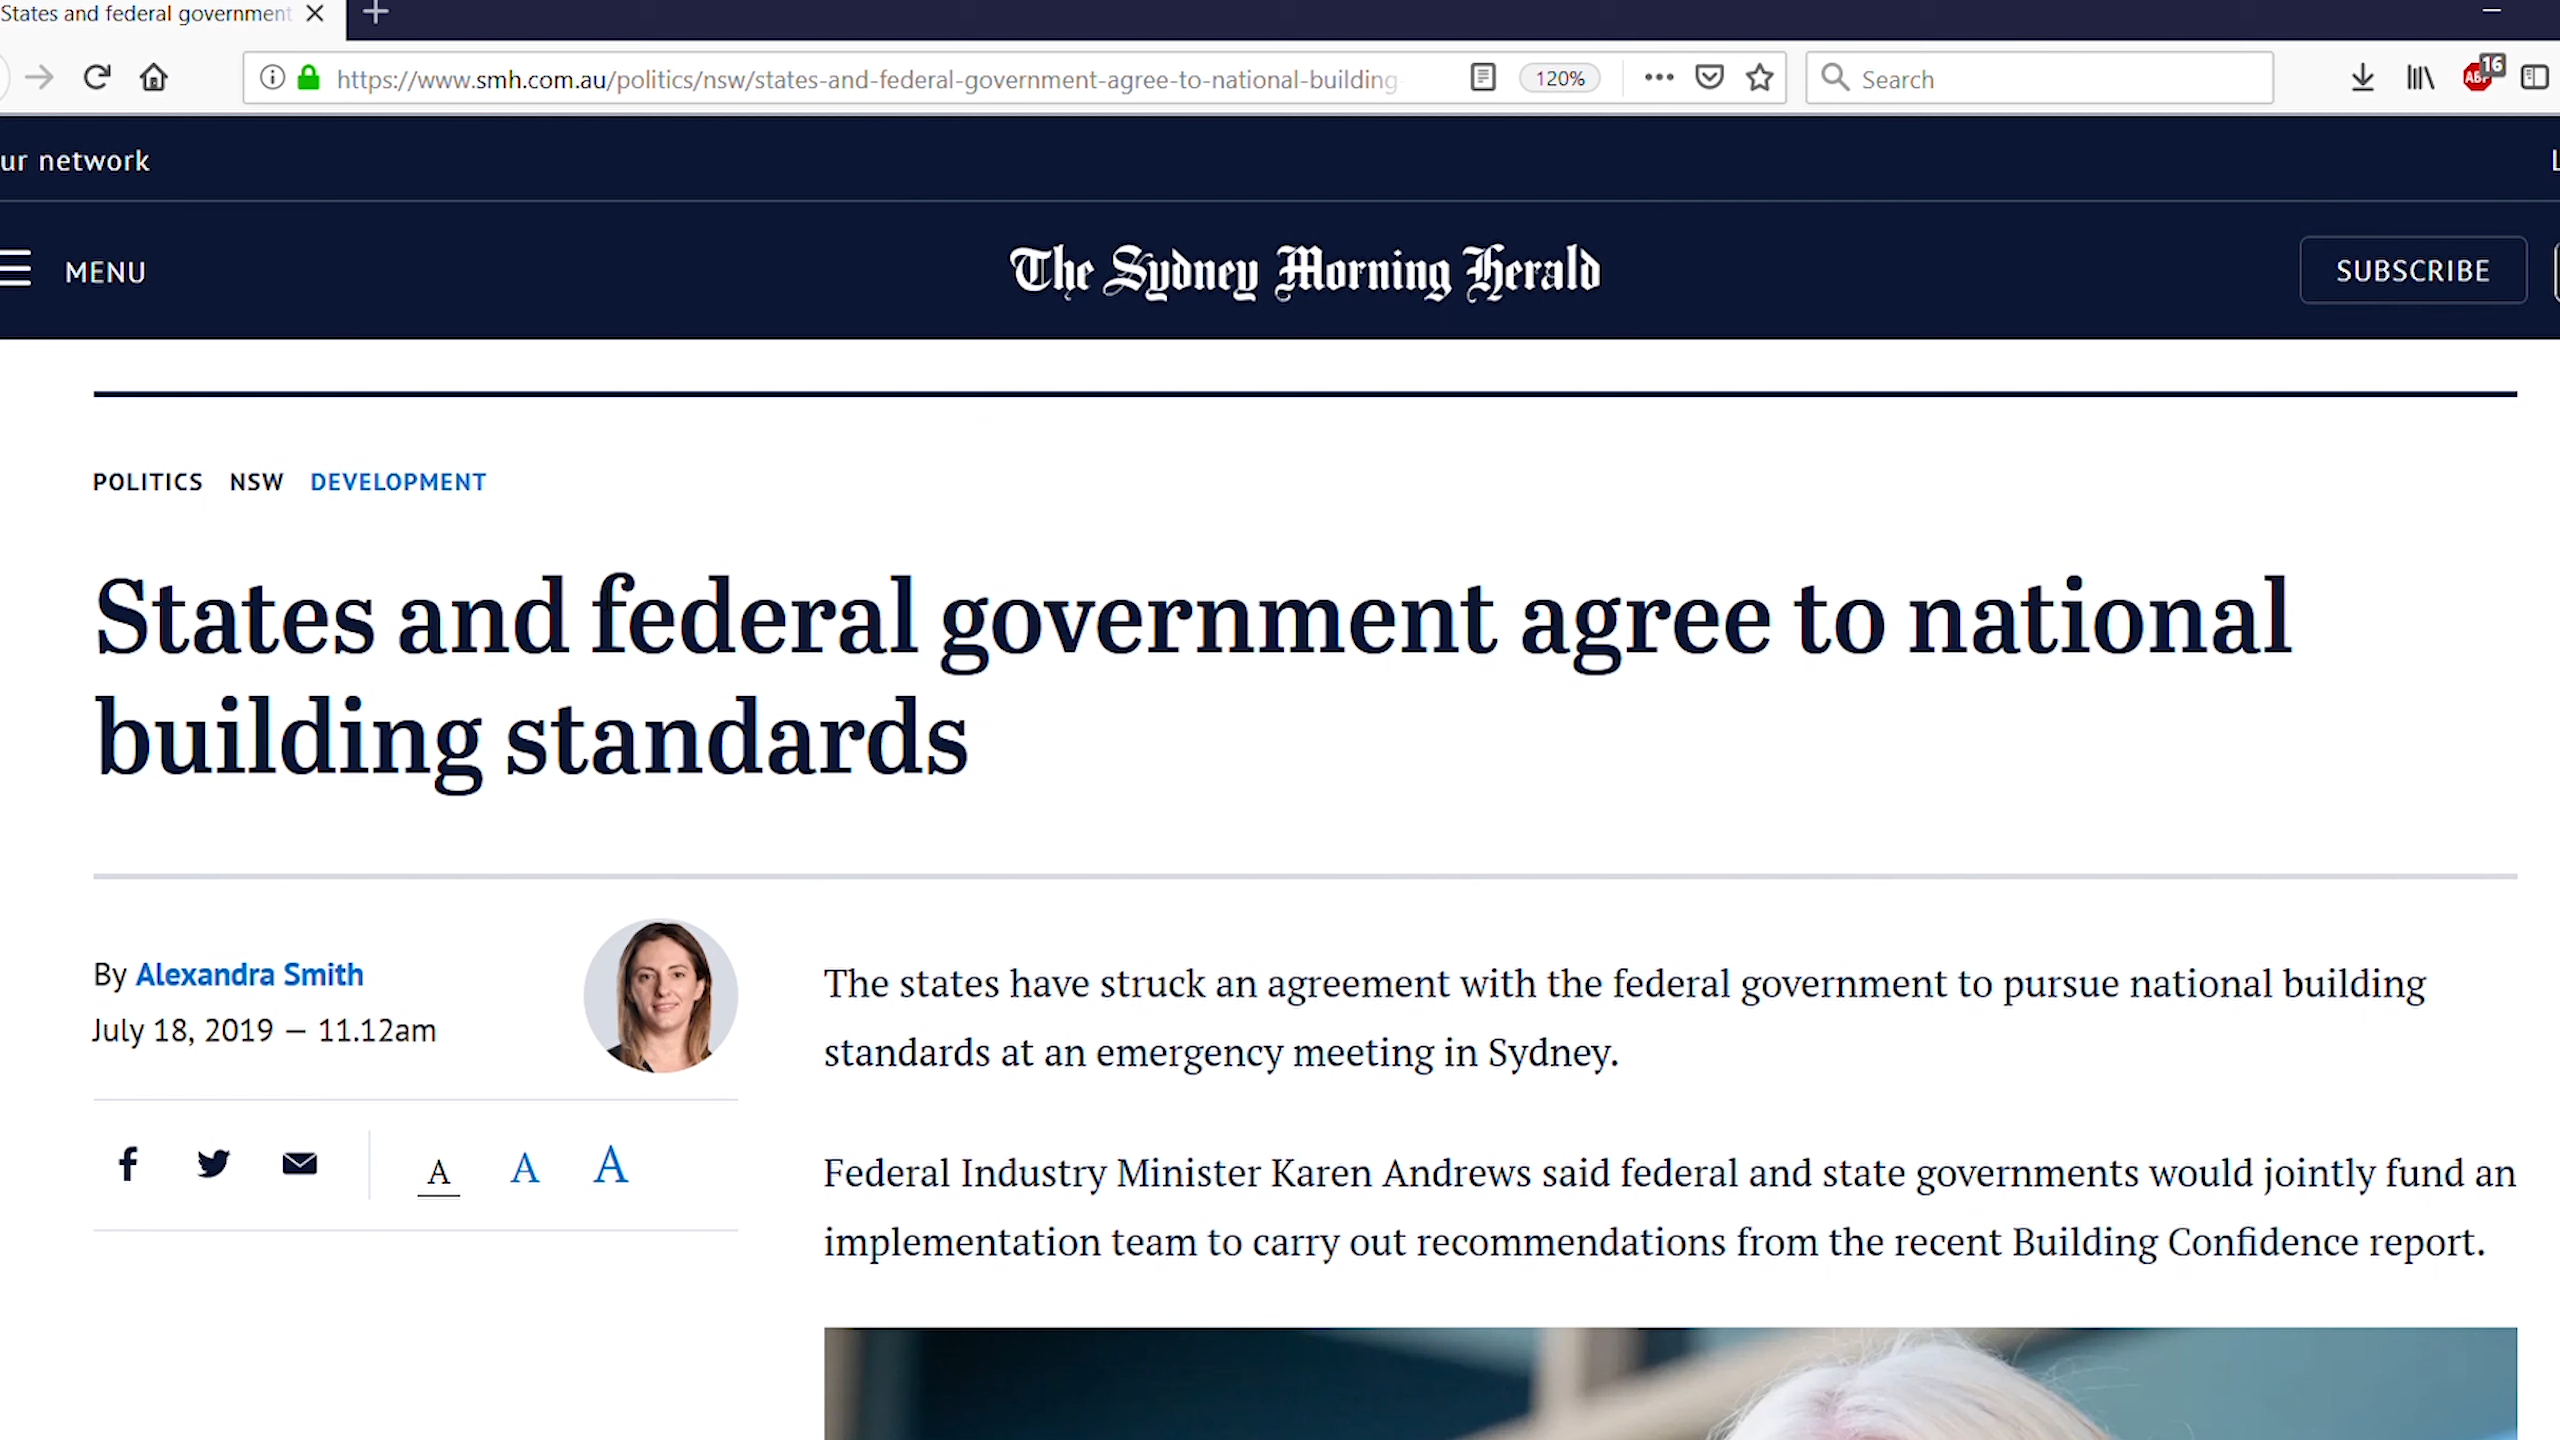 States and federal government
https://www.smh.com.au/politics/nsw/states-and-federal-government-agree-to-national-building-
120%
Search
ABP
16
ur network
MENU
The Sydney Morning Herald
SUBSCRIBE
POLITICS NSW DEVELOPMENT
States and federal government agree to national
building standards
By Alexandra Smith
July 18, 2019 — 11.12am
A A A
The states have struck an agreement with the federal government to pursue national building
standards at an emergency meeting in Sydney.
Federal Industry Minister Karen Andrews said federal and state governments would jointly fund an
implementation team to carry out recommendations from the recent Building Confidence report.